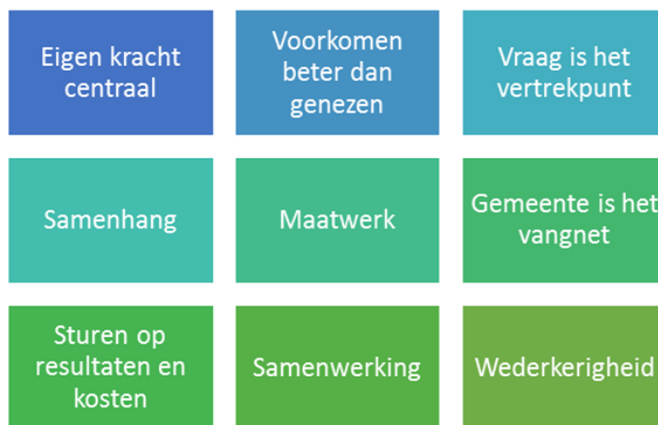 Eigen kracht
centraal
Voorkomen
beter dan
genezen
Vraag is het
vertrekpunt
Samenhang
Maatwerk
Gemeente is het
vangnet
Sturen op
resultaten en
kosten
Samenwerking
Wederkerigheid